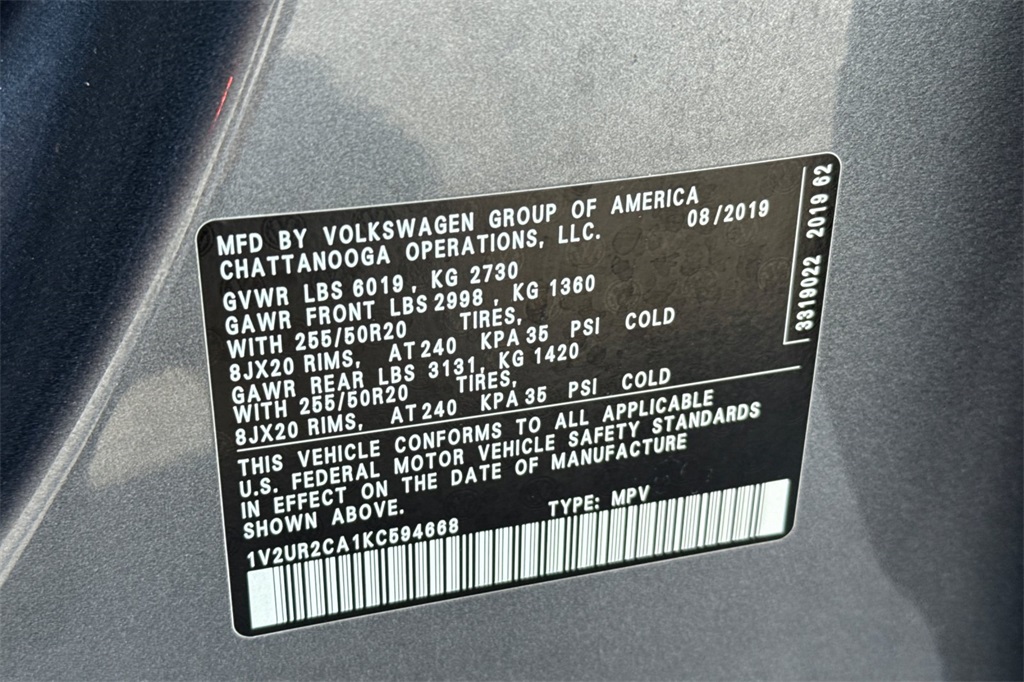 MFD BY VOLKSWAGEN GROUP OF AMERICA
CHATTANOOGA OPERATIONS, LLC. 08/2019
GVWR LBS 6019, KG 2730
GAWR FRONT LBS 2998, KG 1360
WITH 255/50R20 TIRES,
8JX20 RIMS, AT 240 KPA 35 PSI COLD
GAWR REAR LBS 3131, KG 1420
WITH 255/50R20 TIRES,
8JX20 RIMS, AT 240 KPA 35 PSI COLD
THIS VEHICLE CONFORMS TO ALL APPLICABLE
U.S. FEDERAL MOTOR VEHICLE SAFETY STANDARDS
IN EFFECT ON THE DATE OF MANUFACTURE
SHOWN ABOVE.
TYPE: MPV
1V2UR2CA1KC594668
3319022 2019 62